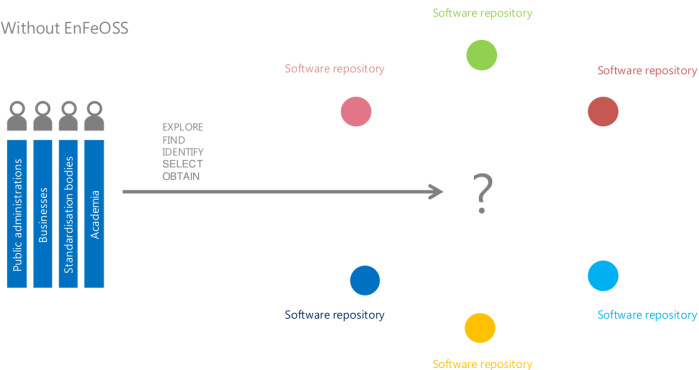 Without EnFeOSS
Software repository
Software repository
Software repository
EXPLORE
FIND
IDENTIFY
SELECT
OBTAIN
?
Public administrations
Businesses
Standardisation bodies
Academia
Software repository
Software repository
Software repository